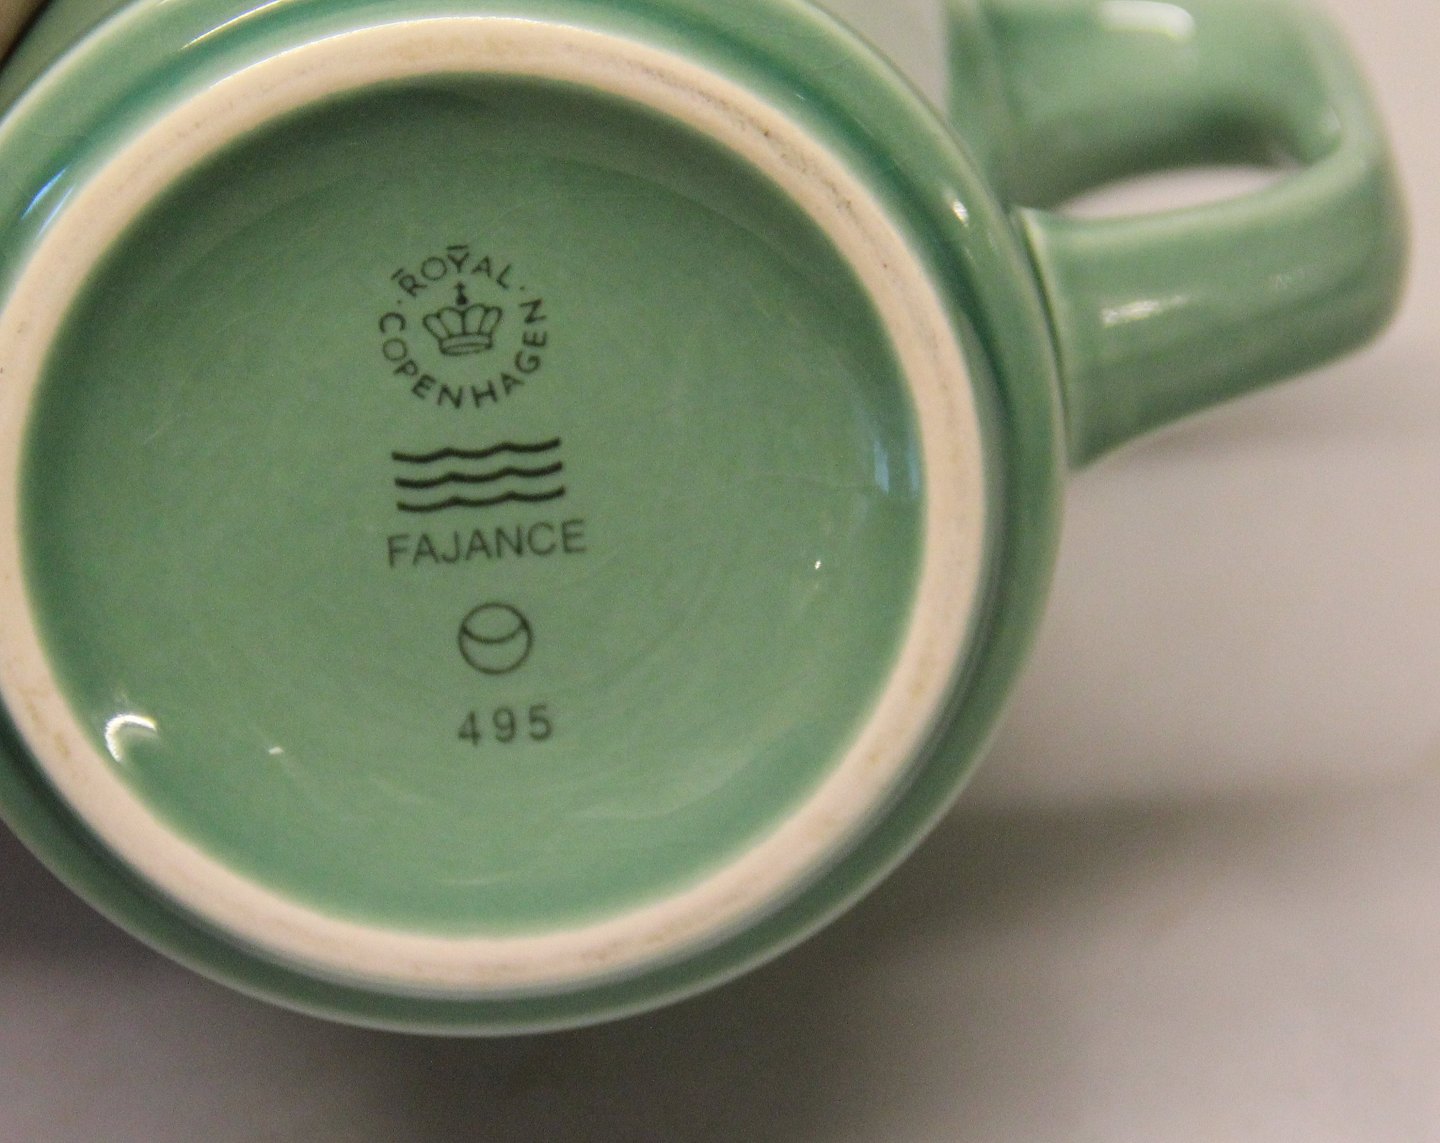 ROYAL · COPENHAGEN ·
FAJANCE
495